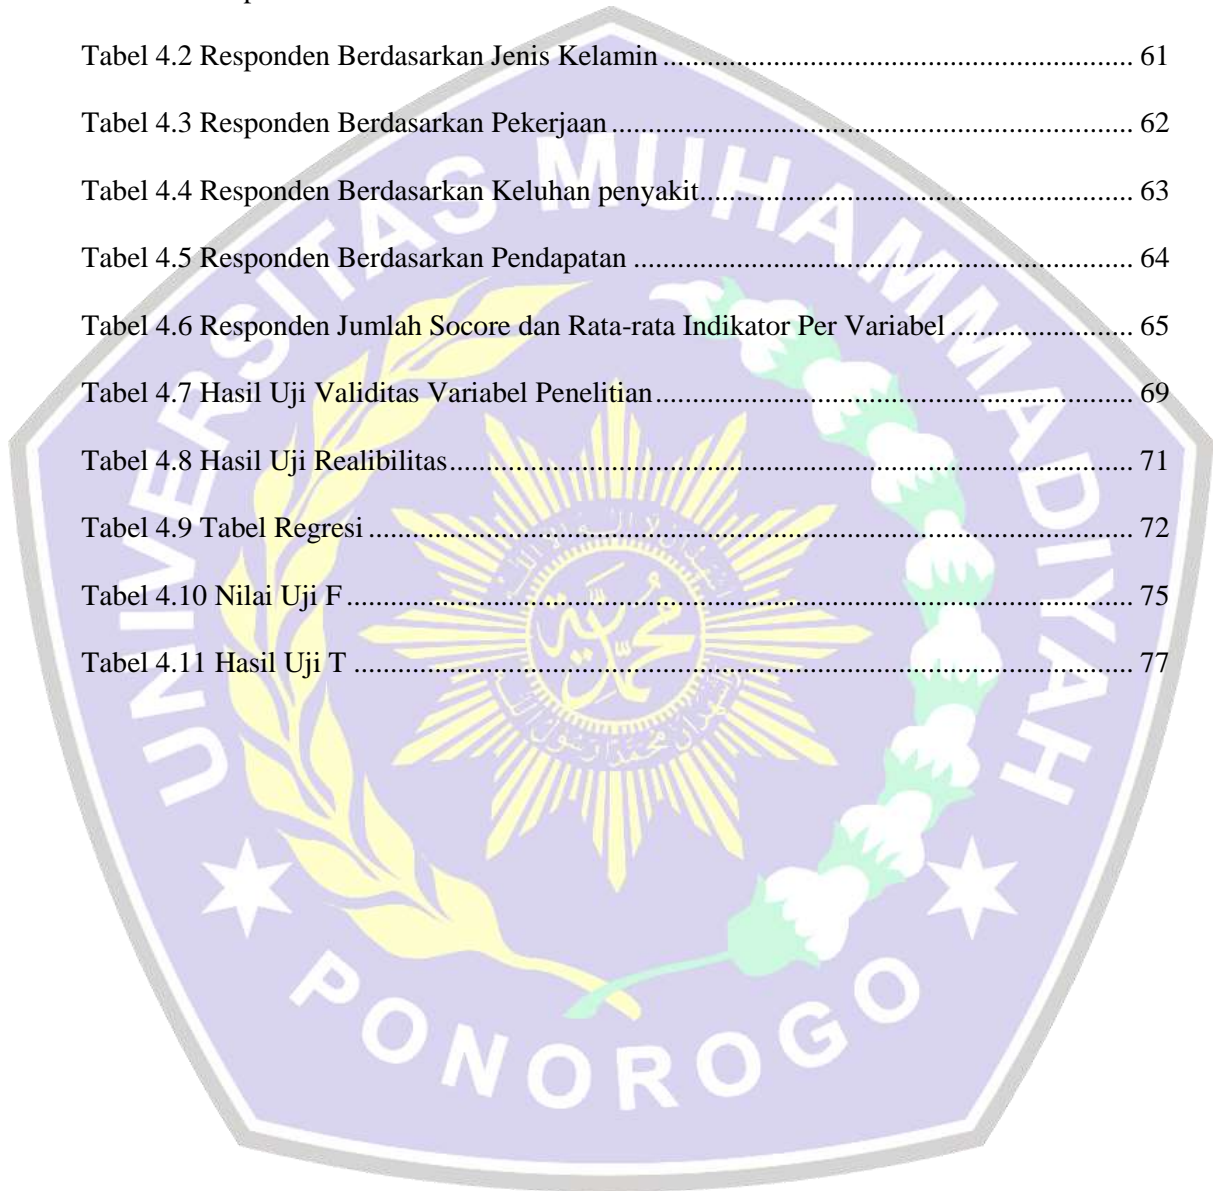 Tabel 4.2 Responden Berdasarkan Jenis Kelamin ................................................................ 61
Tabel 4.3 Responden Berdasarkan Pekerjaan ....................................................................... 62
Tabel 4.4 Responden Berdasarkan Keluhan penyakit........................................................... 63
Tabel 4.5 Responden Berdasarkan Pendapatan .................................................................... 64
Tabel 4.6 Responden Jumlah Socore dan Rata-rata Indikator Per Variabel ......................... 65
Tabel 4.7 Hasil Uji Validitas Variabel Penelitian................................................................. 69
Tabel 4.8 Hasil Uji Realibilitas............................................................................................. 71
Tabel 4.9 Tabel Regresi ........................................................................................................ 72
Tabel 4.10 Nilai Uji F ........................................................................................................... 75
Tabel 4.11 Hasil Uji T .......................................................................................................... 77
UNIVERSITAS MUHAMMADIYAH
PONOROGO
محمدية